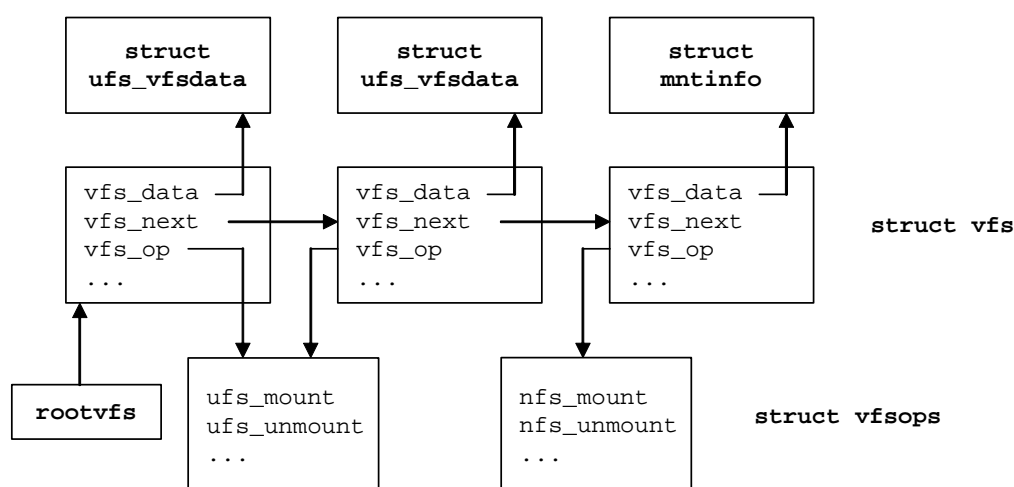 struct
ufs_vfsdata
struct
ufs_vfsdata
struct
mntinfo
vfs_data
vfs_next
vfs_op
...
vfs_data
vfs_next
vfs_op
...
vfs_data
vfs_next
vfs_op
...
struct vfs
rootvfs
ufs_mount
ufs_unmount
...
nfs_mount
nfs_unmount
...
struct vfsops